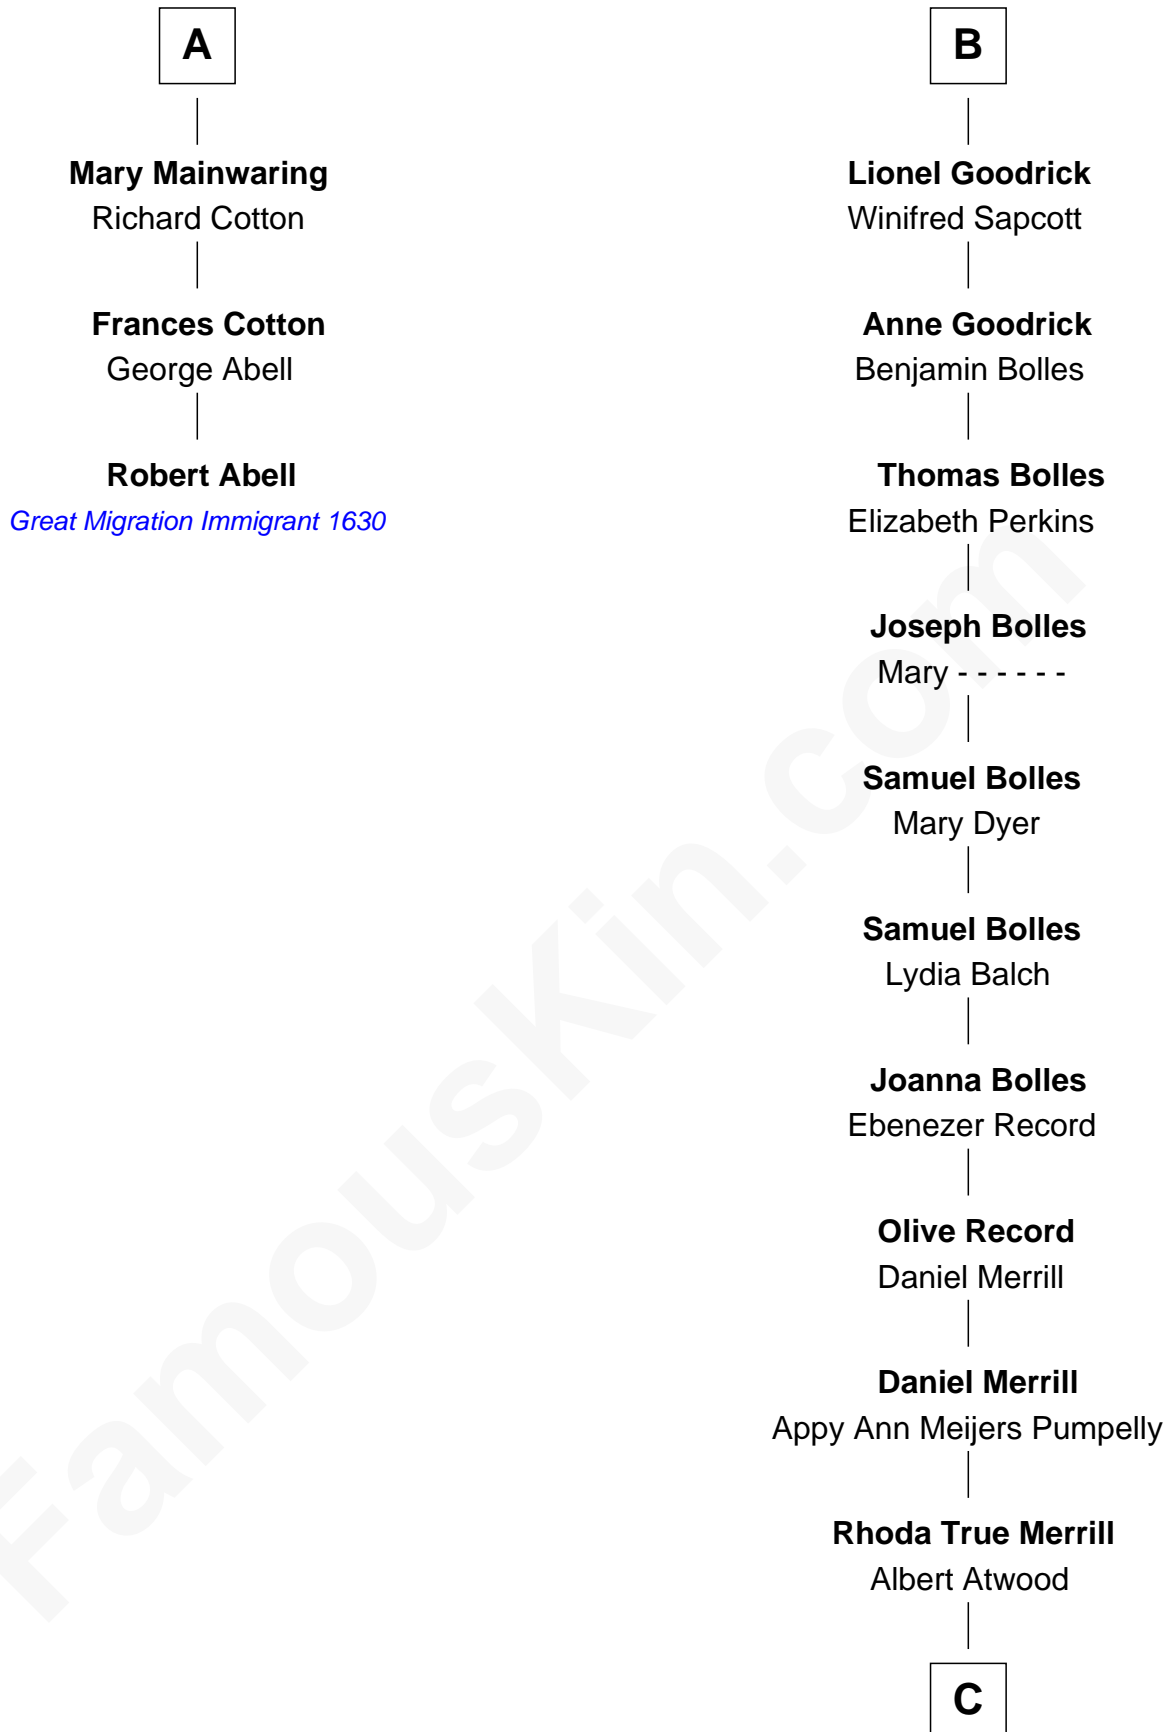 A
Mary Mainwaring
Richard Cotton
Frances Cotton
George Abell
Robert Abell
Great Migration Immigrant 1630
B
Lionel Goodrick
Winifred Sapcott
Anne Goodrick
Benjamin Bolles
Thomas Bolles
Elizabeth Perkins
Joseph Bolles
Mary - - - - - -
Samuel Bolles
Mary Dyer
Samuel Bolles
Lydia Balch
Joanna Bolles
Ebenezer Record
Olive Record
Daniel Merrill
Daniel Merrill
Appy Ann Meijers Pumpelly
Rhoda True Merrill
Albert Atwood
C
FamousKin.com